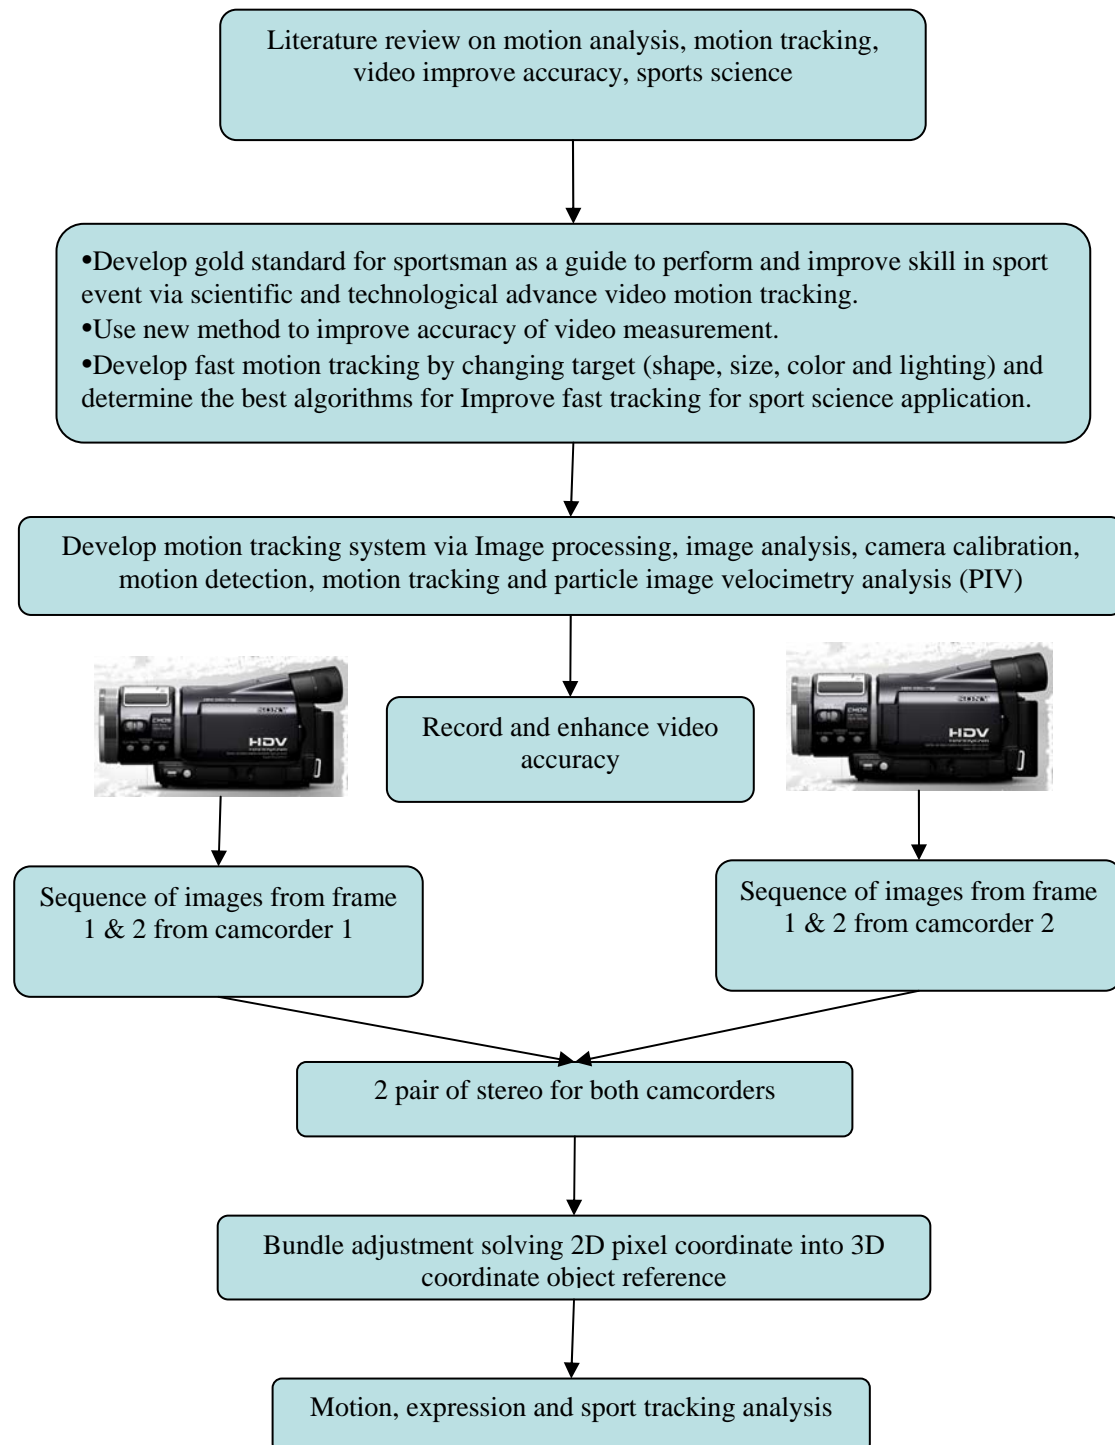 Literature review on motion analysis, motion tracking,
video improve accuracy, sports science
•Develop gold standard for sportsman as a guide to perform and improve skill in sport
event via scientific and technological advance video motion tracking.
•Use new method to improve accuracy of video measurement.
•Develop fast motion tracking by changing target (shape, size, color and lighting) and
determine the best algorithms for Improve fast tracking for sport science application.
Develop motion tracking system via Image processing, image analysis, camera calibration,
motion detection, motion tracking and particle image velocimetry analysis (PIV)
SONY
CMOS
HDV
Record and enhance video
accuracy
SONY
CMOS
HDV
Sequence of images from frame
1 & 2 from camcorder 1
Sequence of images from frame
1 & 2 from camcorder 2
2 pair of stereo for both camcorders
Bundle adjustment solving 2D pixel coordinate into 3D
coordinate object reference
Motion, expression and sport tracking analysis